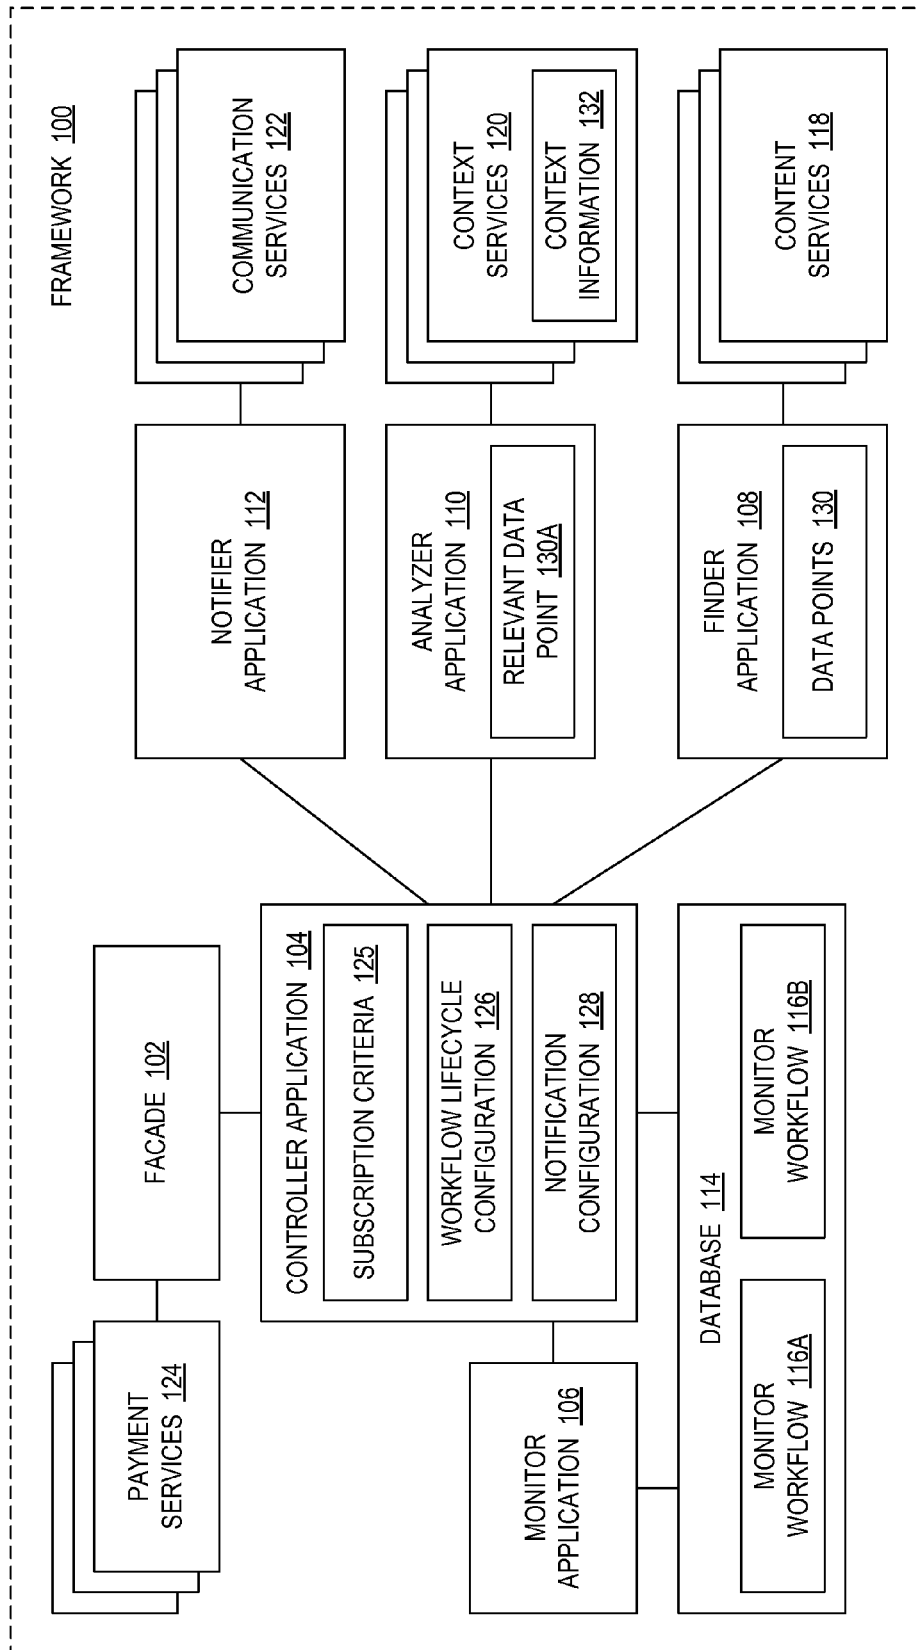 FRAMEWORK 100
PAYMENT
SERVICES 124
FACADE 102
CONTROLLER APPLICATION 104
SUBSCRIPTION CRITERIA 125
WORKFLOW LIFECYCLE
CONFIGURATION 126
NOTIFICATION
CONFIGURATION 128
MONITOR
APPLICATION 106
DATABASE 114
MONITOR
WORKFLOW 116A
MONITOR
WORKFLOW 116B
NOTIFIER
APPLICATION 112
COMMUNICATION
SERVICES 122
ANALYZER
APPLICATION 110
RELEVANT DATA
POINT 130A
CONTEXT
SERVICES 120
CONTEXT
INFORMATION 132
FINDER
APPLICATION 108
DATA POINTS 130
CONTENT
SERVICES 118